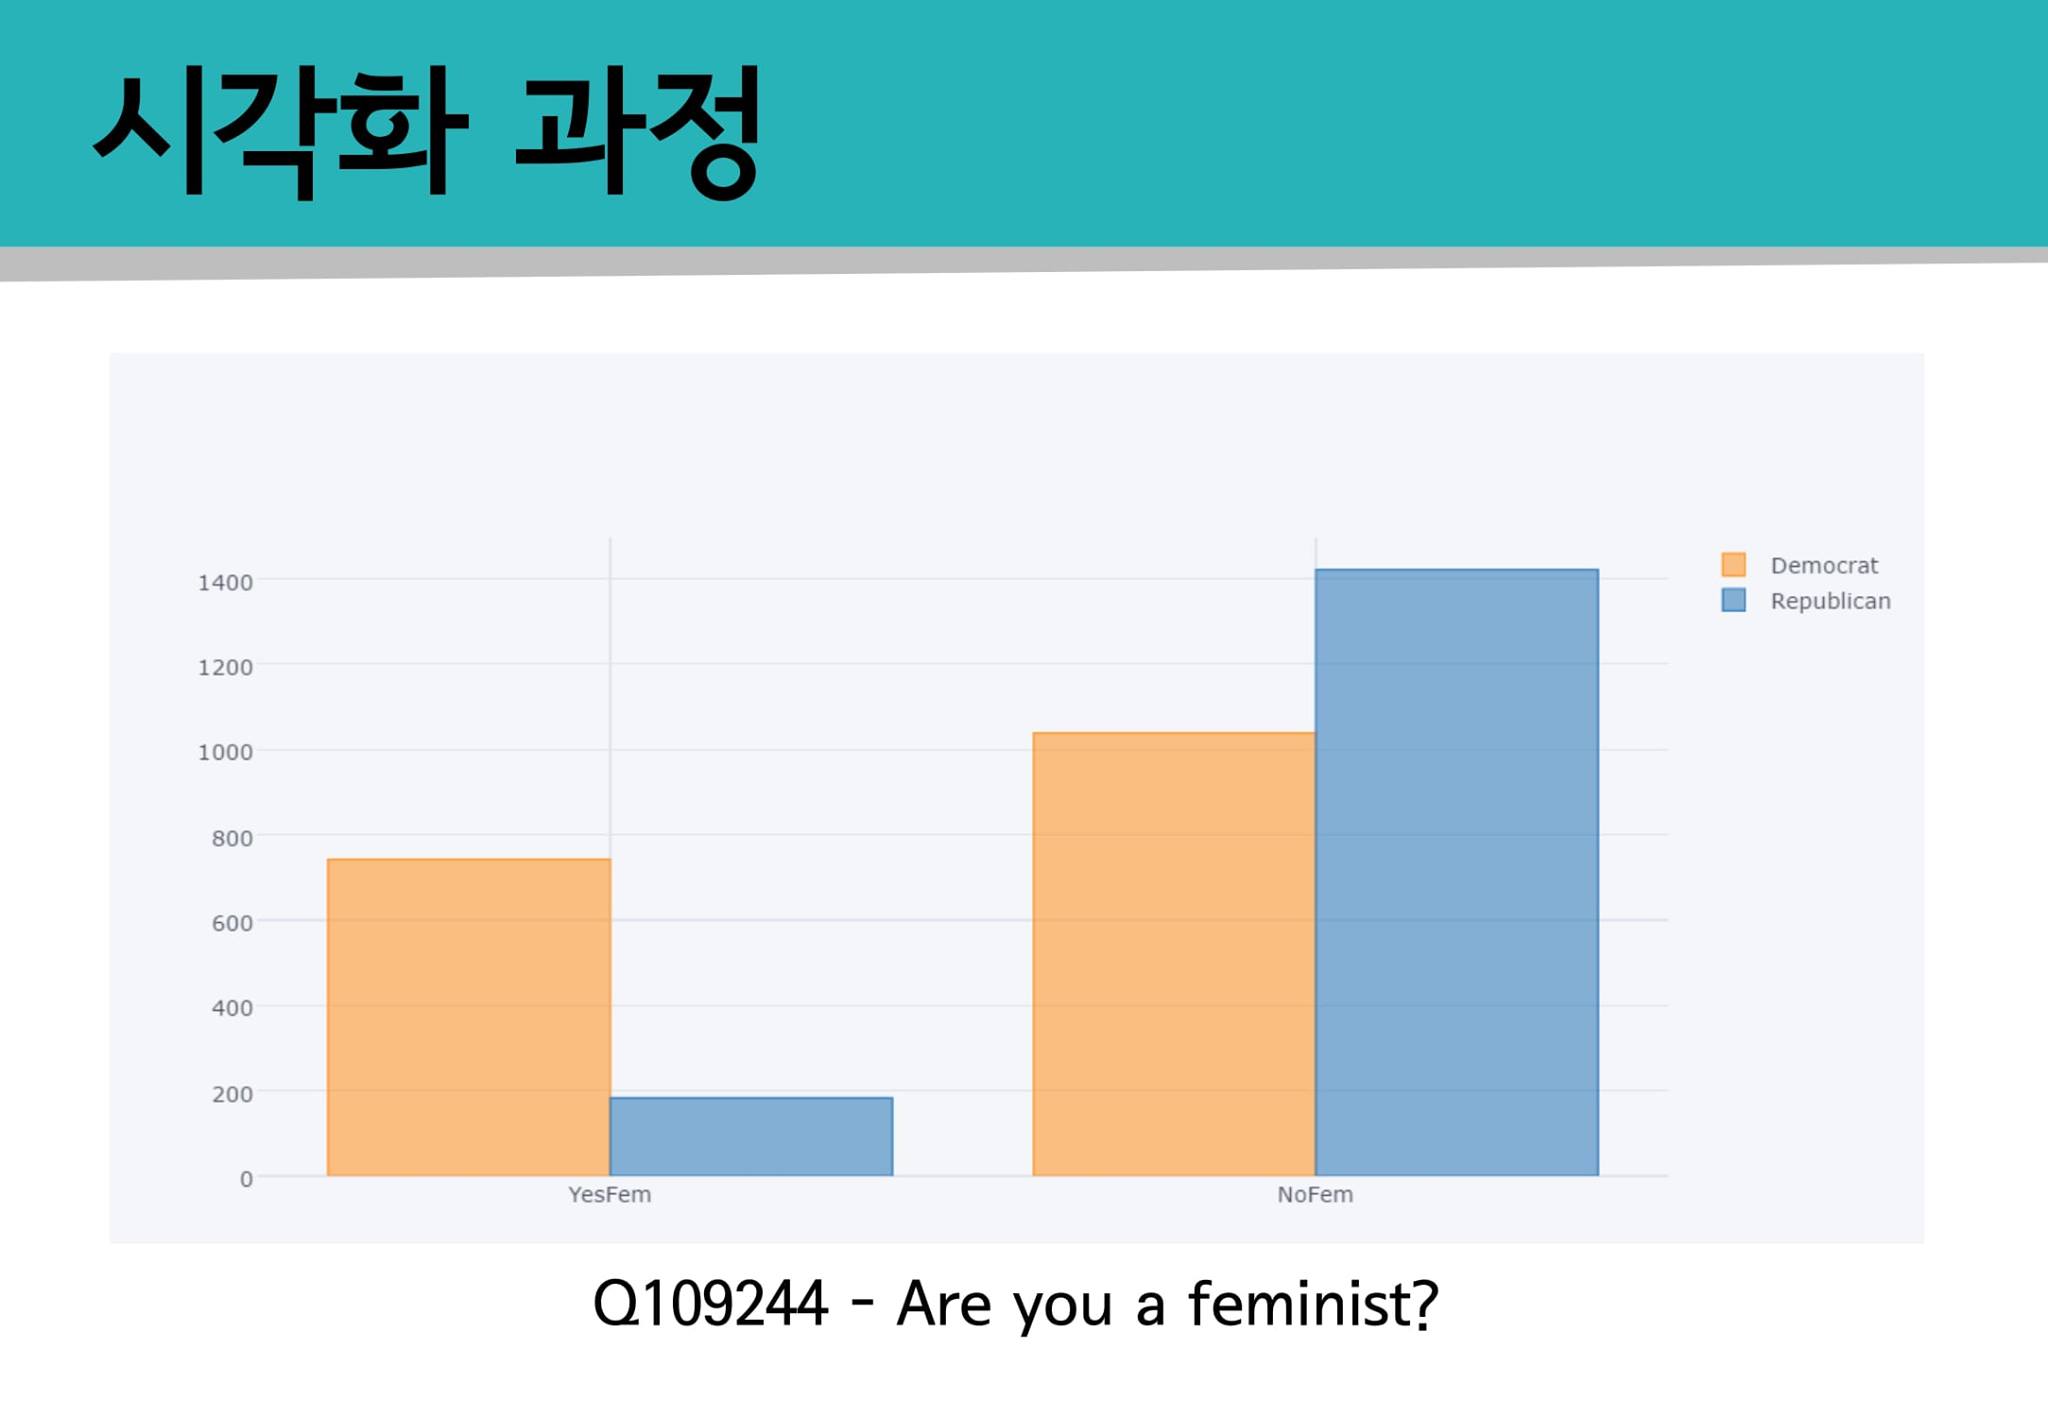 시각화 과정
Democrat
Republican
1400
1200
1000
800
600
400
200
0
YesFem
NoFem
Q109244 - Are you a feminist?